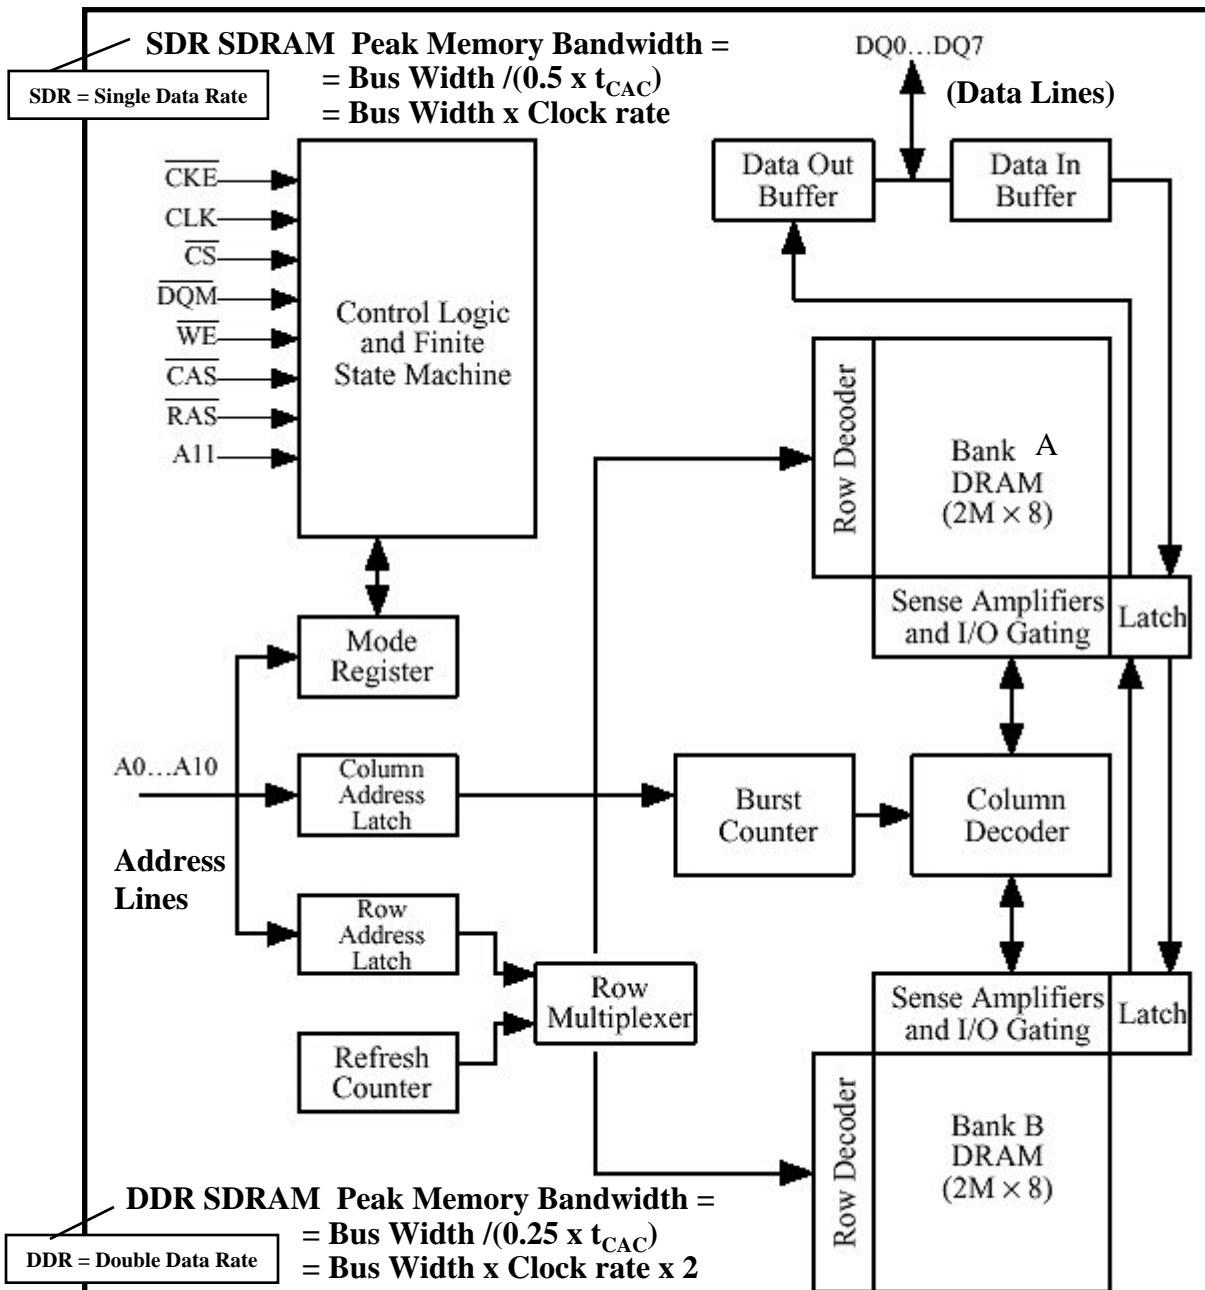 SDR SDRAM Peak Memory Bandwidth =
= Bus Width /(0.5 x tCAC)
= Bus Width x Clock rate
SDR = Single Data Rate
DQ0...DQ7
(Data Lines)
Data Out
Buffer
Data In
Buffer
CKE
CLK
CS
DQM
WE
CAS
RAS
A11
Control Logic
and Finite
State Machine
Row Decoder
Bank A
DRAM
(2M × 8)
Sense Amplifiers
and I/O Gating
Latch
Mode
Register
A0...A10
Address
Lines
Column
Address
Latch
Burst
Counter
Column
Decoder
Row
Address
Latch
Row
Multiplexer
Refresh
Counter
Sense Amplifiers
and I/O Gating
Latch
Row Decoder
Bank B
DRAM
(2M × 8)
DDR SDRAM Peak Memory Bandwidth =
= Bus Width /(0.25 x tCAC)
= Bus Width x Clock rate x 2
DDR = Double Data Rate